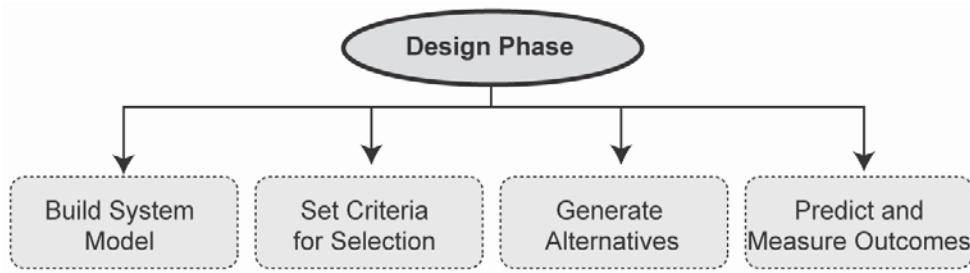 Design Phase
Build System
Model
Set Criteria
for Selection
Generate
Alternatives
Predict and
Measure Outcomes